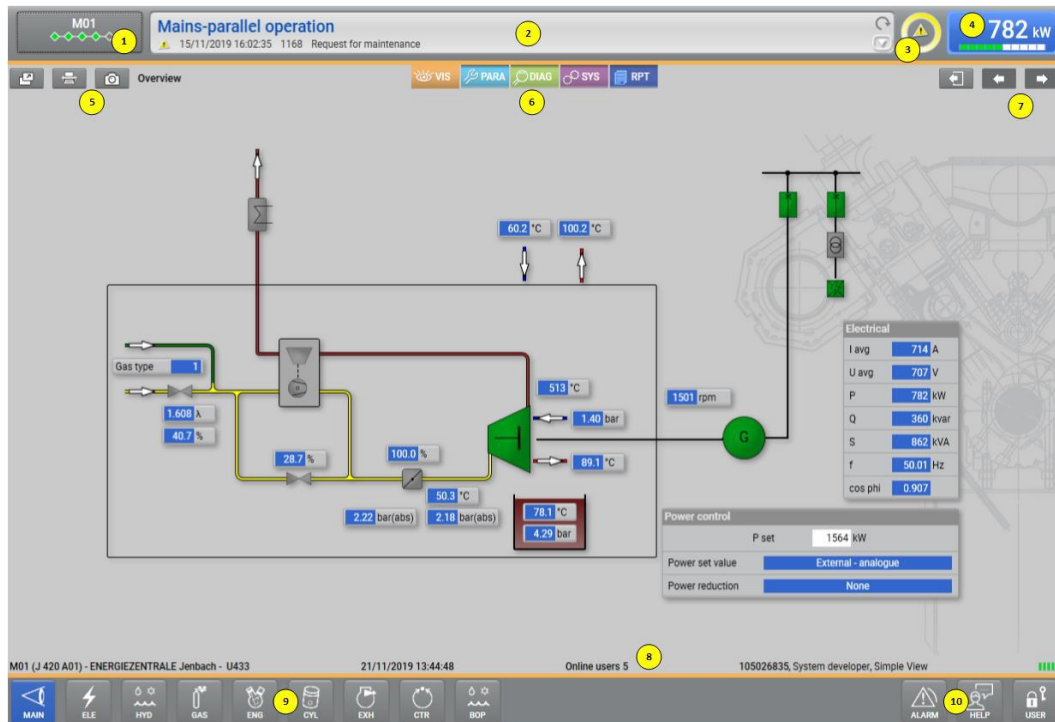 M01
1
Mains-parallel operation
15/11/2019 16:02:35 1168 Request for maintenance
2
3
4
782 kW
5
Overview
VIS
PARA
DIAG
SYS
RPT
6
7
60.2 °C
100.2 °C
Gas type 1
1.608 λ
40.7 %
28.7 %
100.0 %
50.3 °C
2.22 bar(abs)
2.18 bar(abs)
513 °C
1.40 bar
89.1 °C
78.1 °C
4.29 bar
1501 rpm
G
Electrical
I avg 714 A
U avg 707 V
P 782 kW
Q 360 kvar
S 862 kVA
f 50.01 Hz
cos phi 0.907
Power control
P set 1564 kW
Power set value External - analogue
Power reduction None
8
M01 (J 420 A01) - ENERGIEZENTRALE Jenbach - U433 21/11/2019 13:44:48 Online users 5 105026835, System developer, Simple View
MAIN
ELE
HYD
GAS
ENG
9
CYL
EXH
CTR
BOP
ALARM
10
HELP
USER